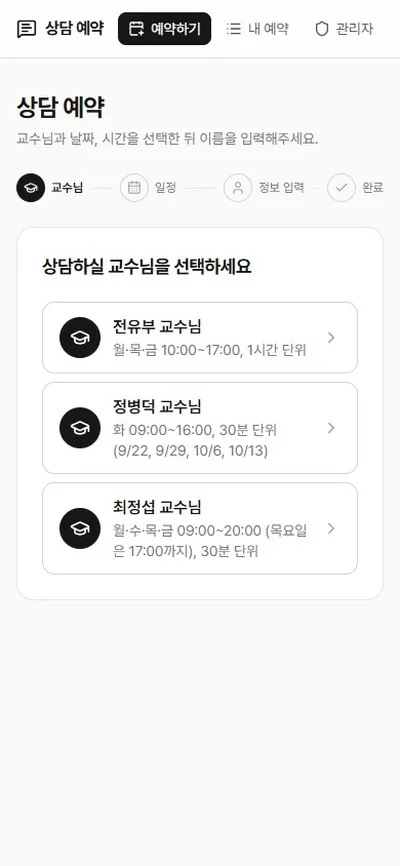 상담 예약 예약하기 내 예약 관리자
상담 예약
교수님과 날짜, 시간을 선택한 뒤 이름을 입력해주세요.
교수님 일정 정보 입력 완료
상담하실 교수님을 선택하세요
전유부 교수님
월·목·금 10:00~17:00, 1시간 단위
정병덕 교수님
화 09:00~16:00, 30분 단위
(9/22, 9/29, 10/6, 10/13)
최정섭 교수님
월·수·목·금 09:00~20:00 (목요일
은 17:00까지), 30분 단위